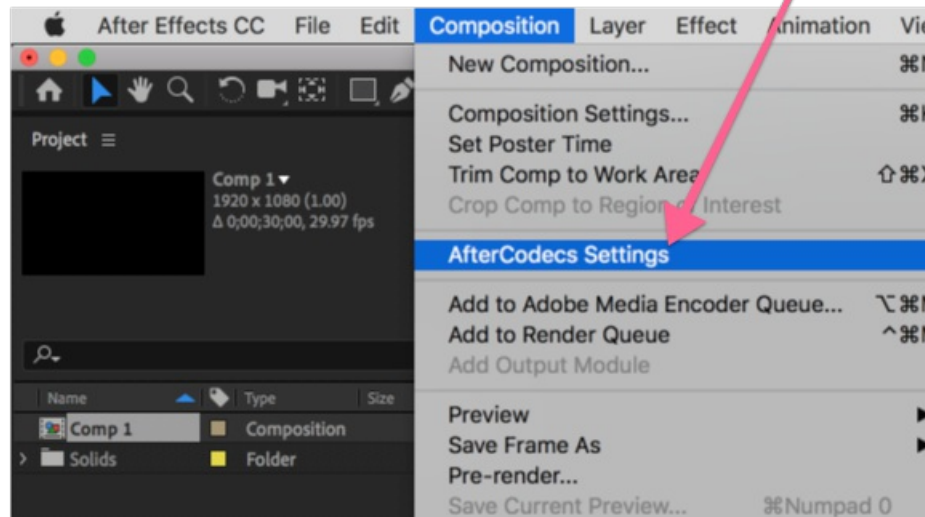 After Effects CC File Edit Composition Layer Effect Animation
New Composition...
Composition Settings...
Set Poster Time
Trim Comp to Work Area
Crop Comp to Region of Interest
AfterCodecs Settings
Add to Adobe Media Encoder Queue...
Add to Render Queue
Add Output Module
Preview
Save Frame As
Pre-render...
Save Current Preview... ⌘Numpad 0
Project
Comp 1
1920 x 1080 (1.00)
Δ 0;00;30;00, 29.97 fps
Name Type Size
Comp 1 Composition
Solids Folder